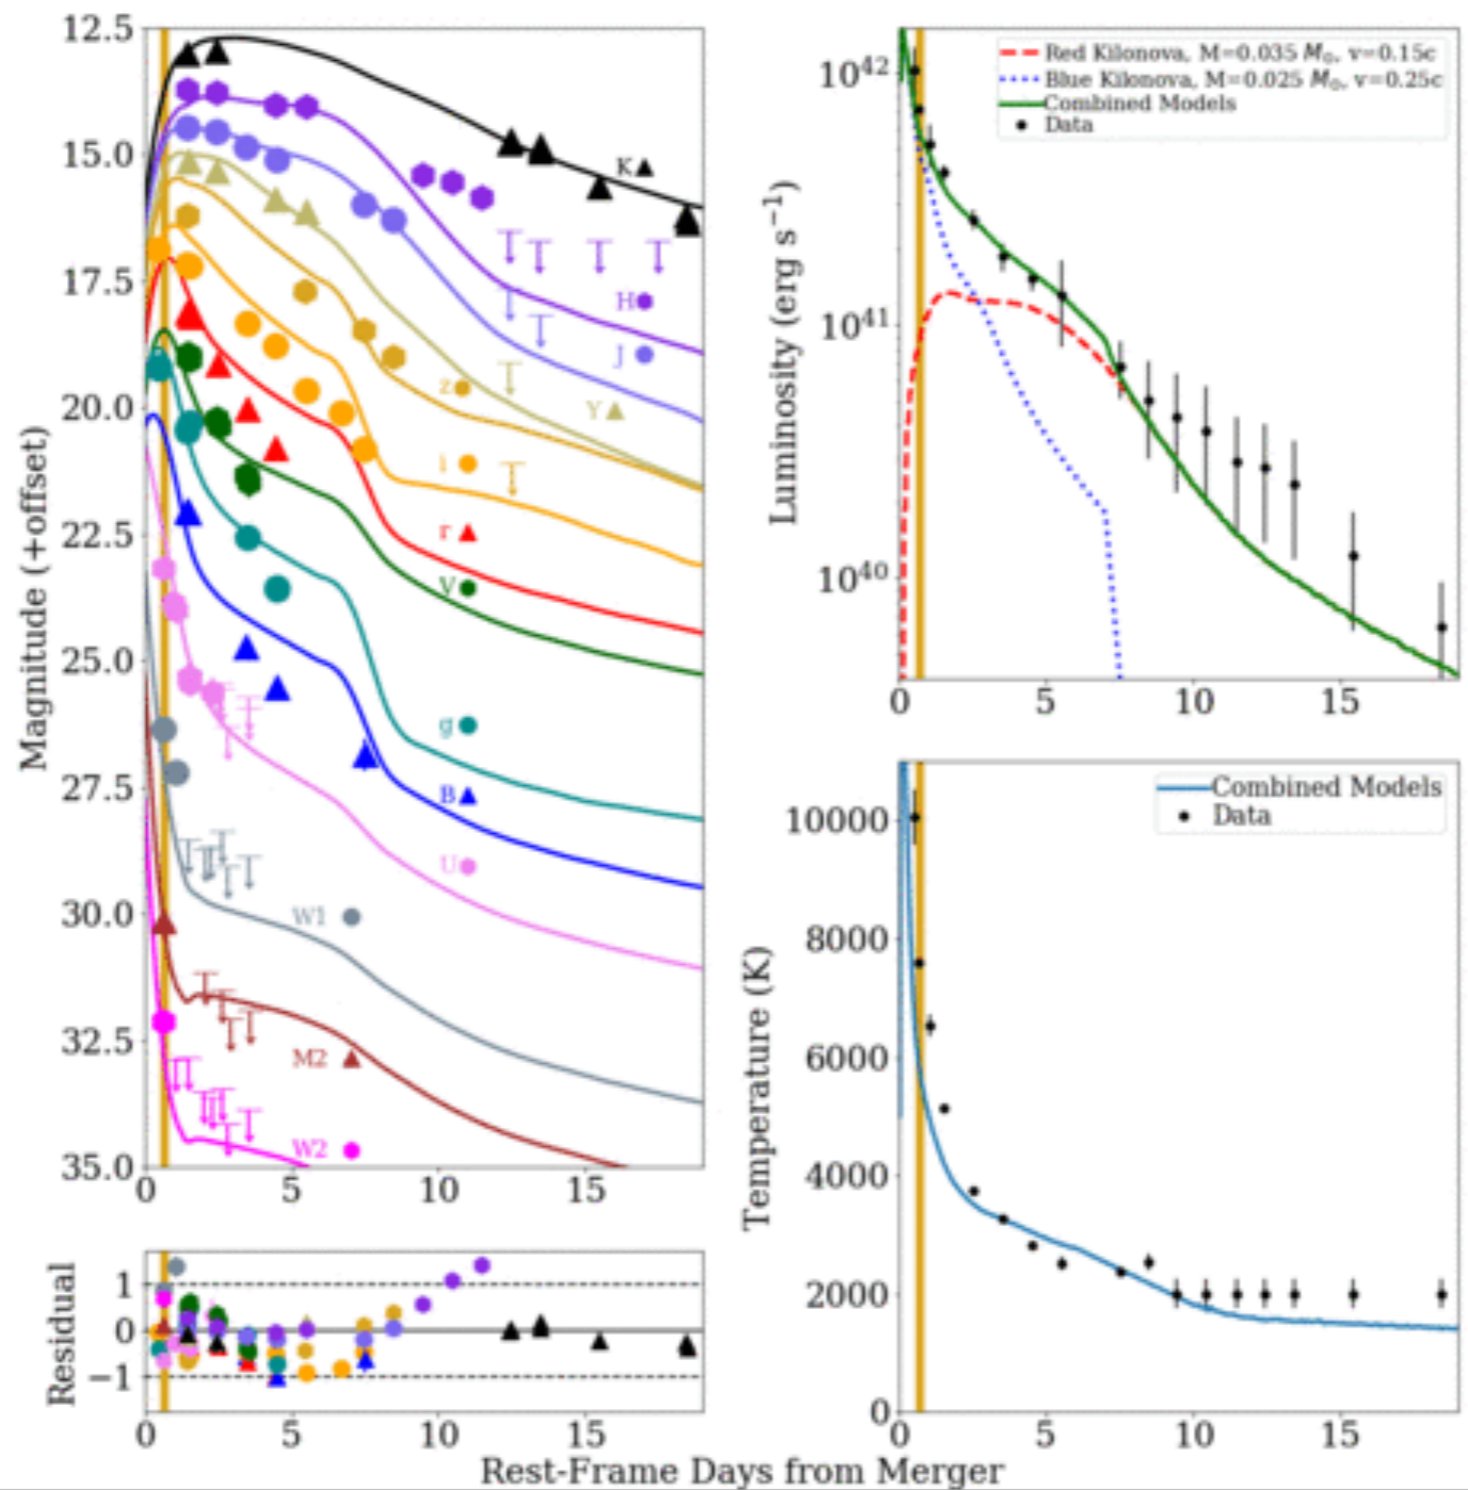 12.5
15.0
17.5
20.0
22.5
25.0
27.5
30.0
32.5
35.0
Magnitude (+offset)
K
H
J
z
Y
i
r
V
g
B
U
W1
M2
W2
0 5 10 15
1
0
−1
Residual
0 5 10 15
Red Kilonova, M=0.035 M⊙, v=0.15c
Blue Kilonova, M=0.025 M⊙, v=0.25c
Combined Models
Data
10^42
10^41
10^40
Luminosity (erg s⁻¹)
0 5 10 15
Combined Models
Data
10000
8000
6000
4000
2000
0
Temperature (K)
0 5 10 15
Rest-Frame Days from Merger